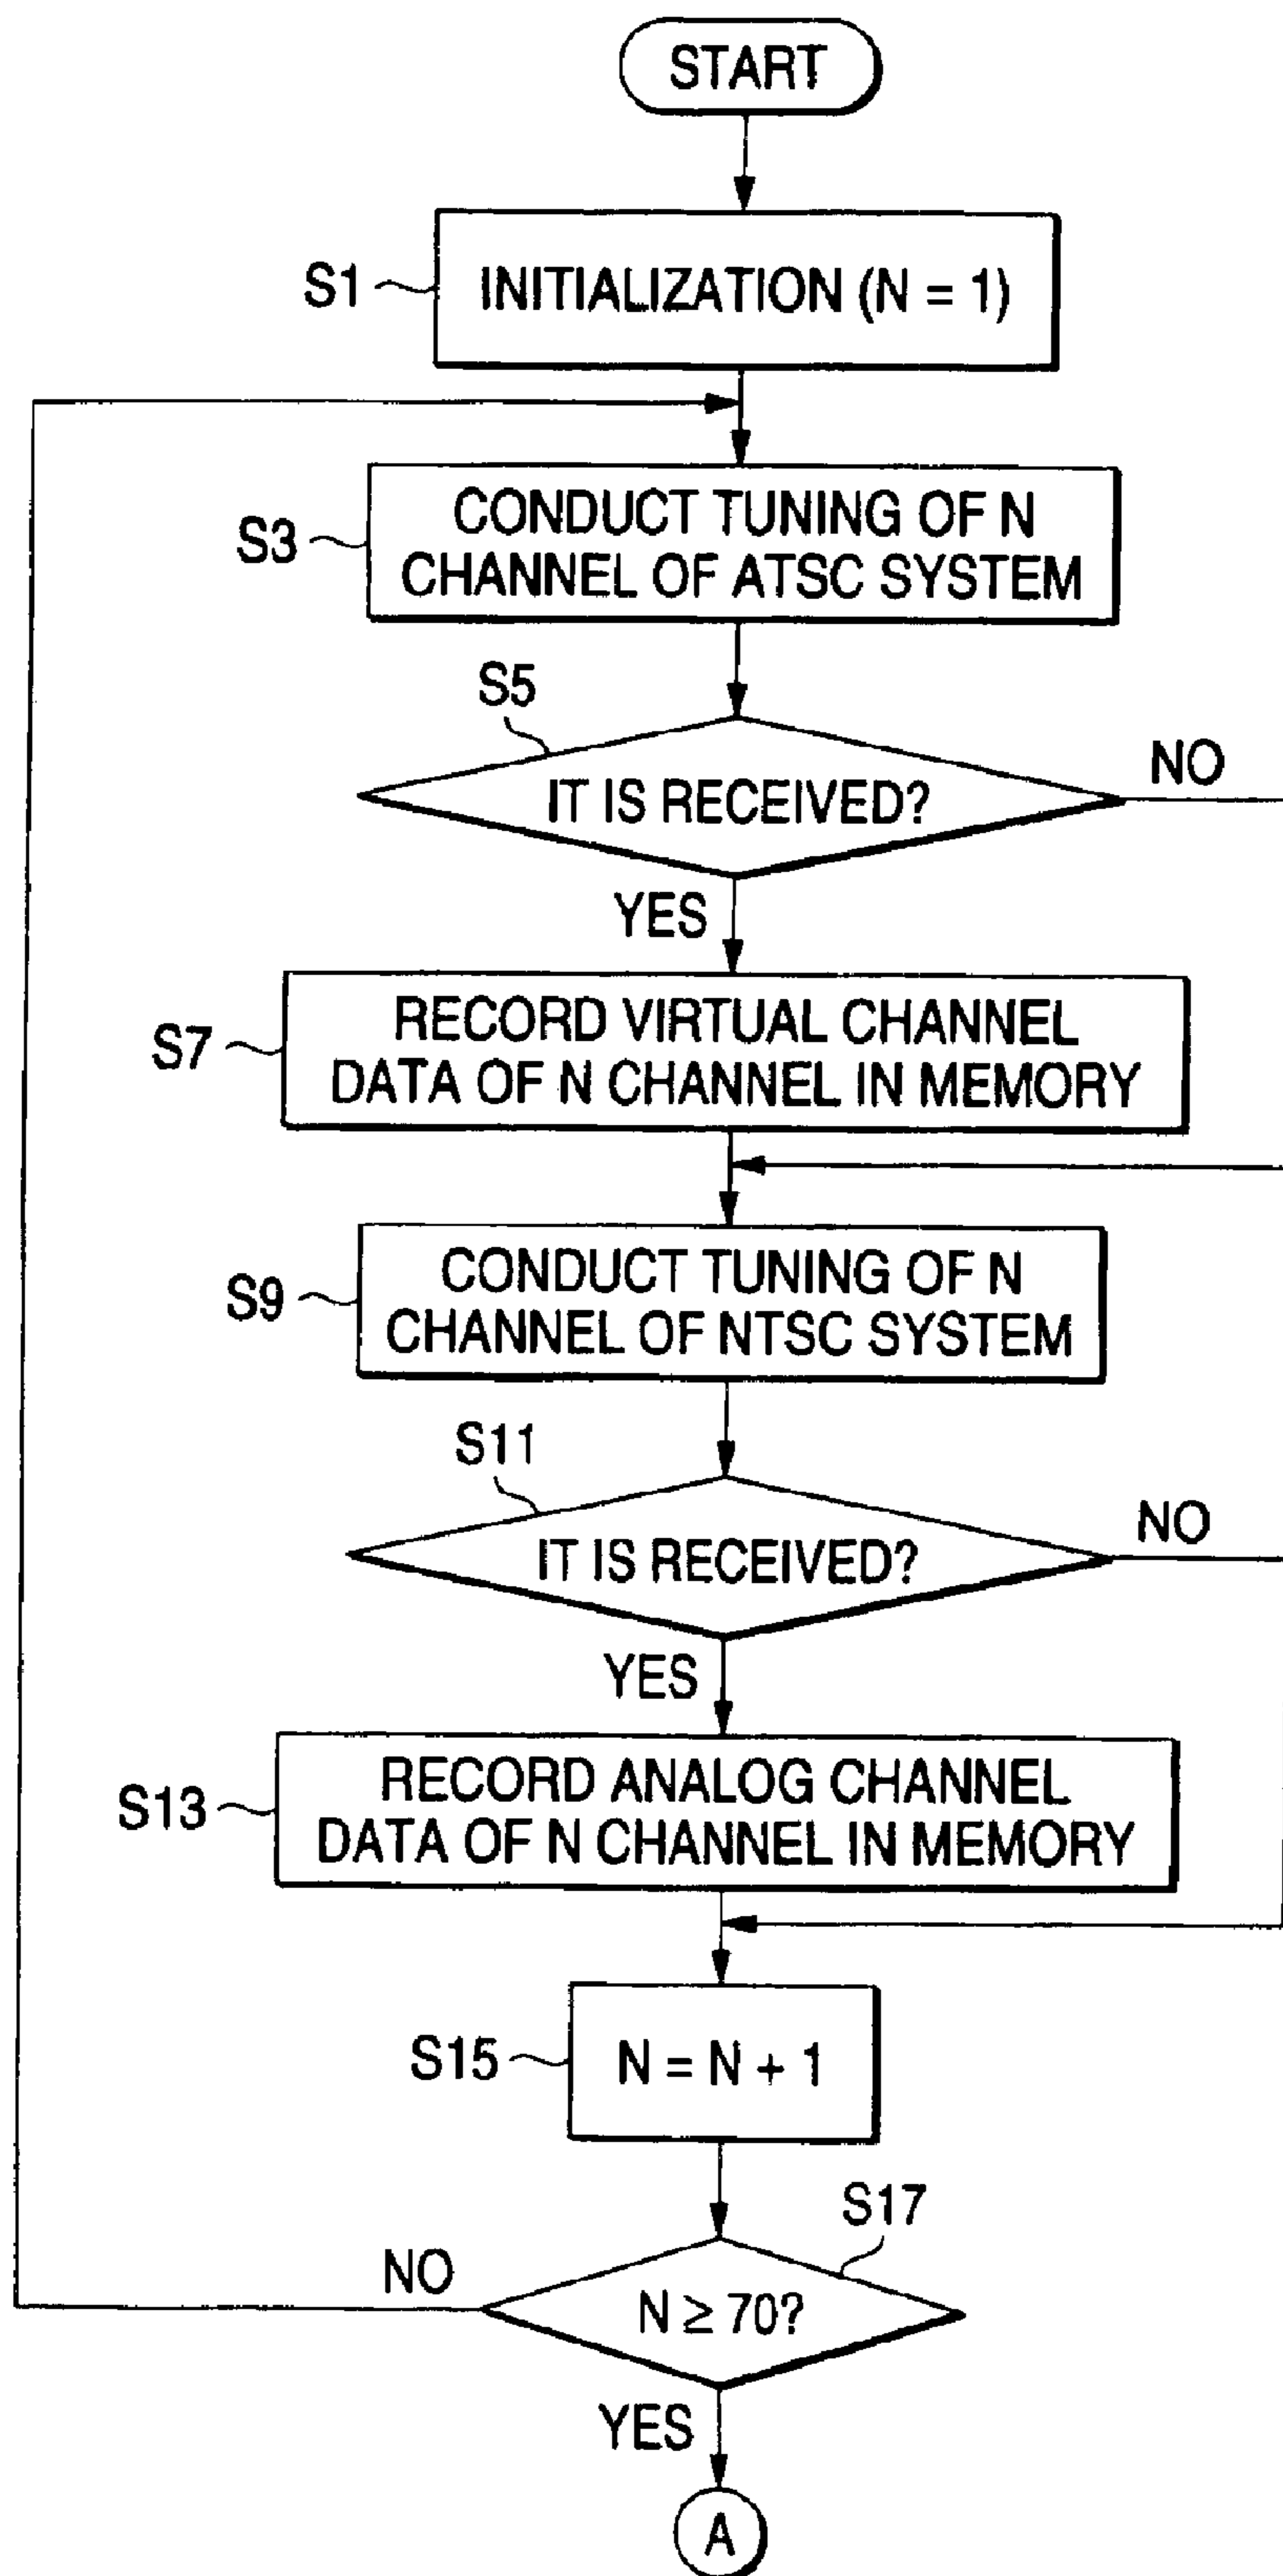 START
S1
INITIALIZATION (N = 1)
S3
CONDUCT TUNING OF N
CHANNEL OF ATSC SYSTEM
S5
IT IS RECEIVED?
NO
YES
S7
RECORD VIRTUAL CHANNEL
DATA OF N CHANNEL IN MEMORY
S9
CONDUCT TUNING OF N
CHANNEL OF NTSC SYSTEM
S11
IT IS RECEIVED?
NO
YES
S13
RECORD ANALOG CHANNEL
DATA OF N CHANNEL IN MEMORY
S15
N = N + 1
S17
N ≥ 70?
NO
YES
A